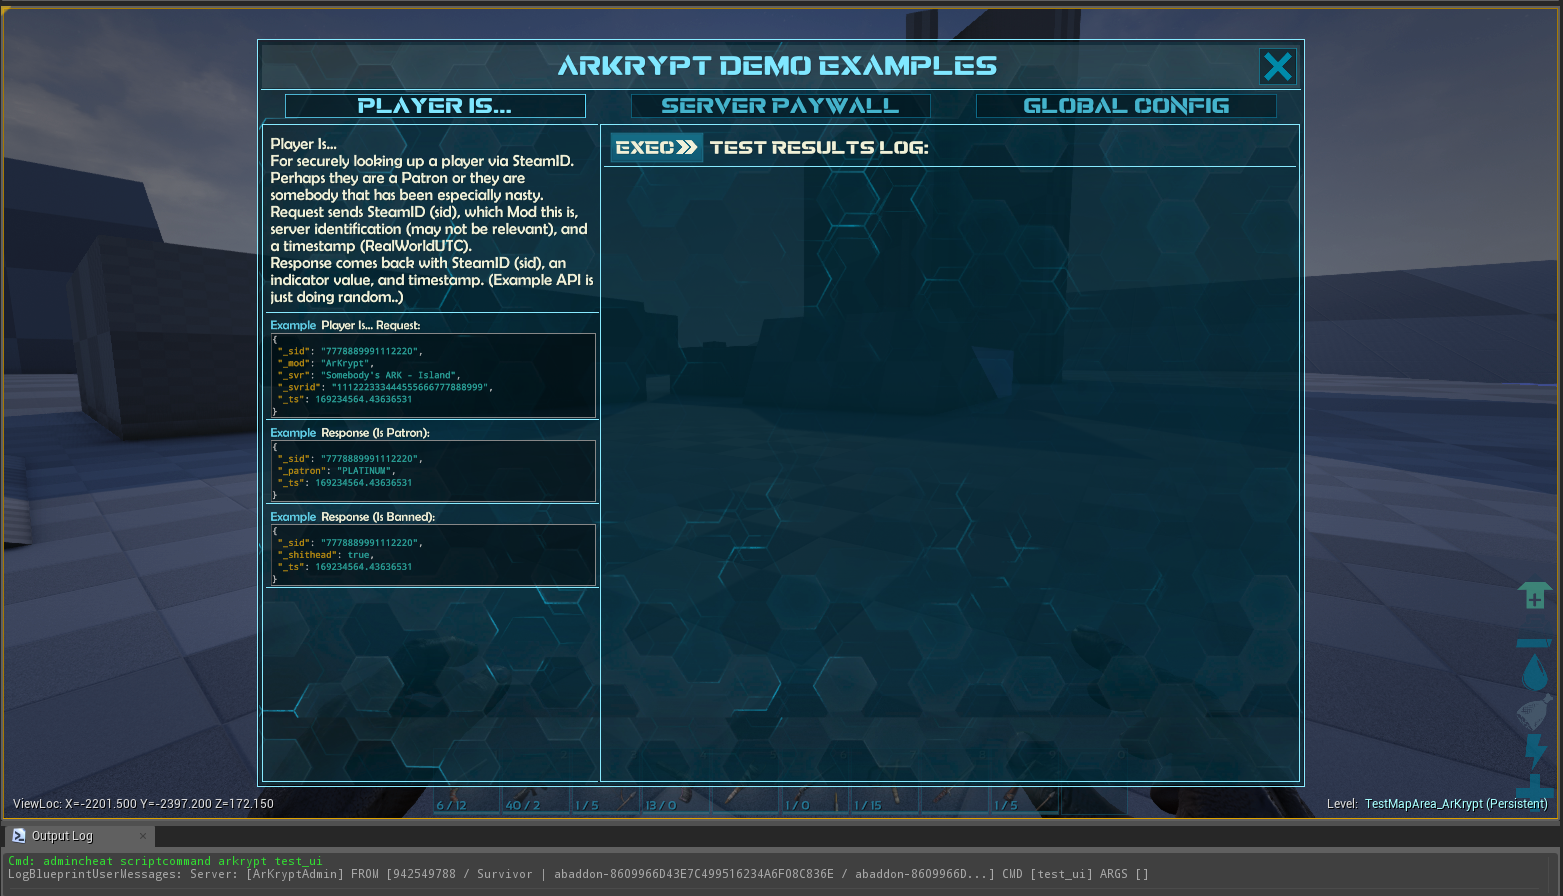 ARKRYPT DEMO EXAMPLES
PLAYER IS...
SERVER PAYWALL
GLOBAL CONFIG
Player Is...
For securely looking up a player via SteamID.
Perhaps they are a Patron or they are
somebody that has been especially nasty.
Request sends SteamID (sid), which Mod this is,
server identification (may not be relevant), and
a timestamp (RealWorldUTC).
Response comes back with SteamID (sid), an
indicator value, and timestamp. (Example API is
just doing random..)
Example Player Is... Request:
{
"_sid": "7778889991112220",
"_mod": "ArKrypt",
"_svr": "Somebody's ARK - Island",
"_svrid": "111222333444555666777888999",
"_ts": 169234564.43636531
}
Example Response (Is Patron):
{
"_sid": "7778889991112220",
"_patron": "PLATINUM",
"_ts": 169234564.43636531
}
Example Response (Is Banned):
{
"_sid": "7778889991112220",
"_shithead": true,
"_ts": 169234564.43636531
}
EXEC TEST RESULTS LOG:
6 / 12
40 / 2
1 / 5
13 / 0
1 / 0
1 / 15
1 / 5
ViewLoc: X=-2201.500 Y=-2397.200 Z=172.150
Level: TestMapArea_ArKrypt (Persistent)
Output Log
Cmd: admincheat scriptcommand arkrypt test_ui
LogBlueprintUserMessages: Server: [ArKryptAdmin] FROM [942549788 / Survivor | abaddon-8609966D43E7C499516234A6F08C836E / abaddon-8609966D...] CMD [test_ui] ARGS []